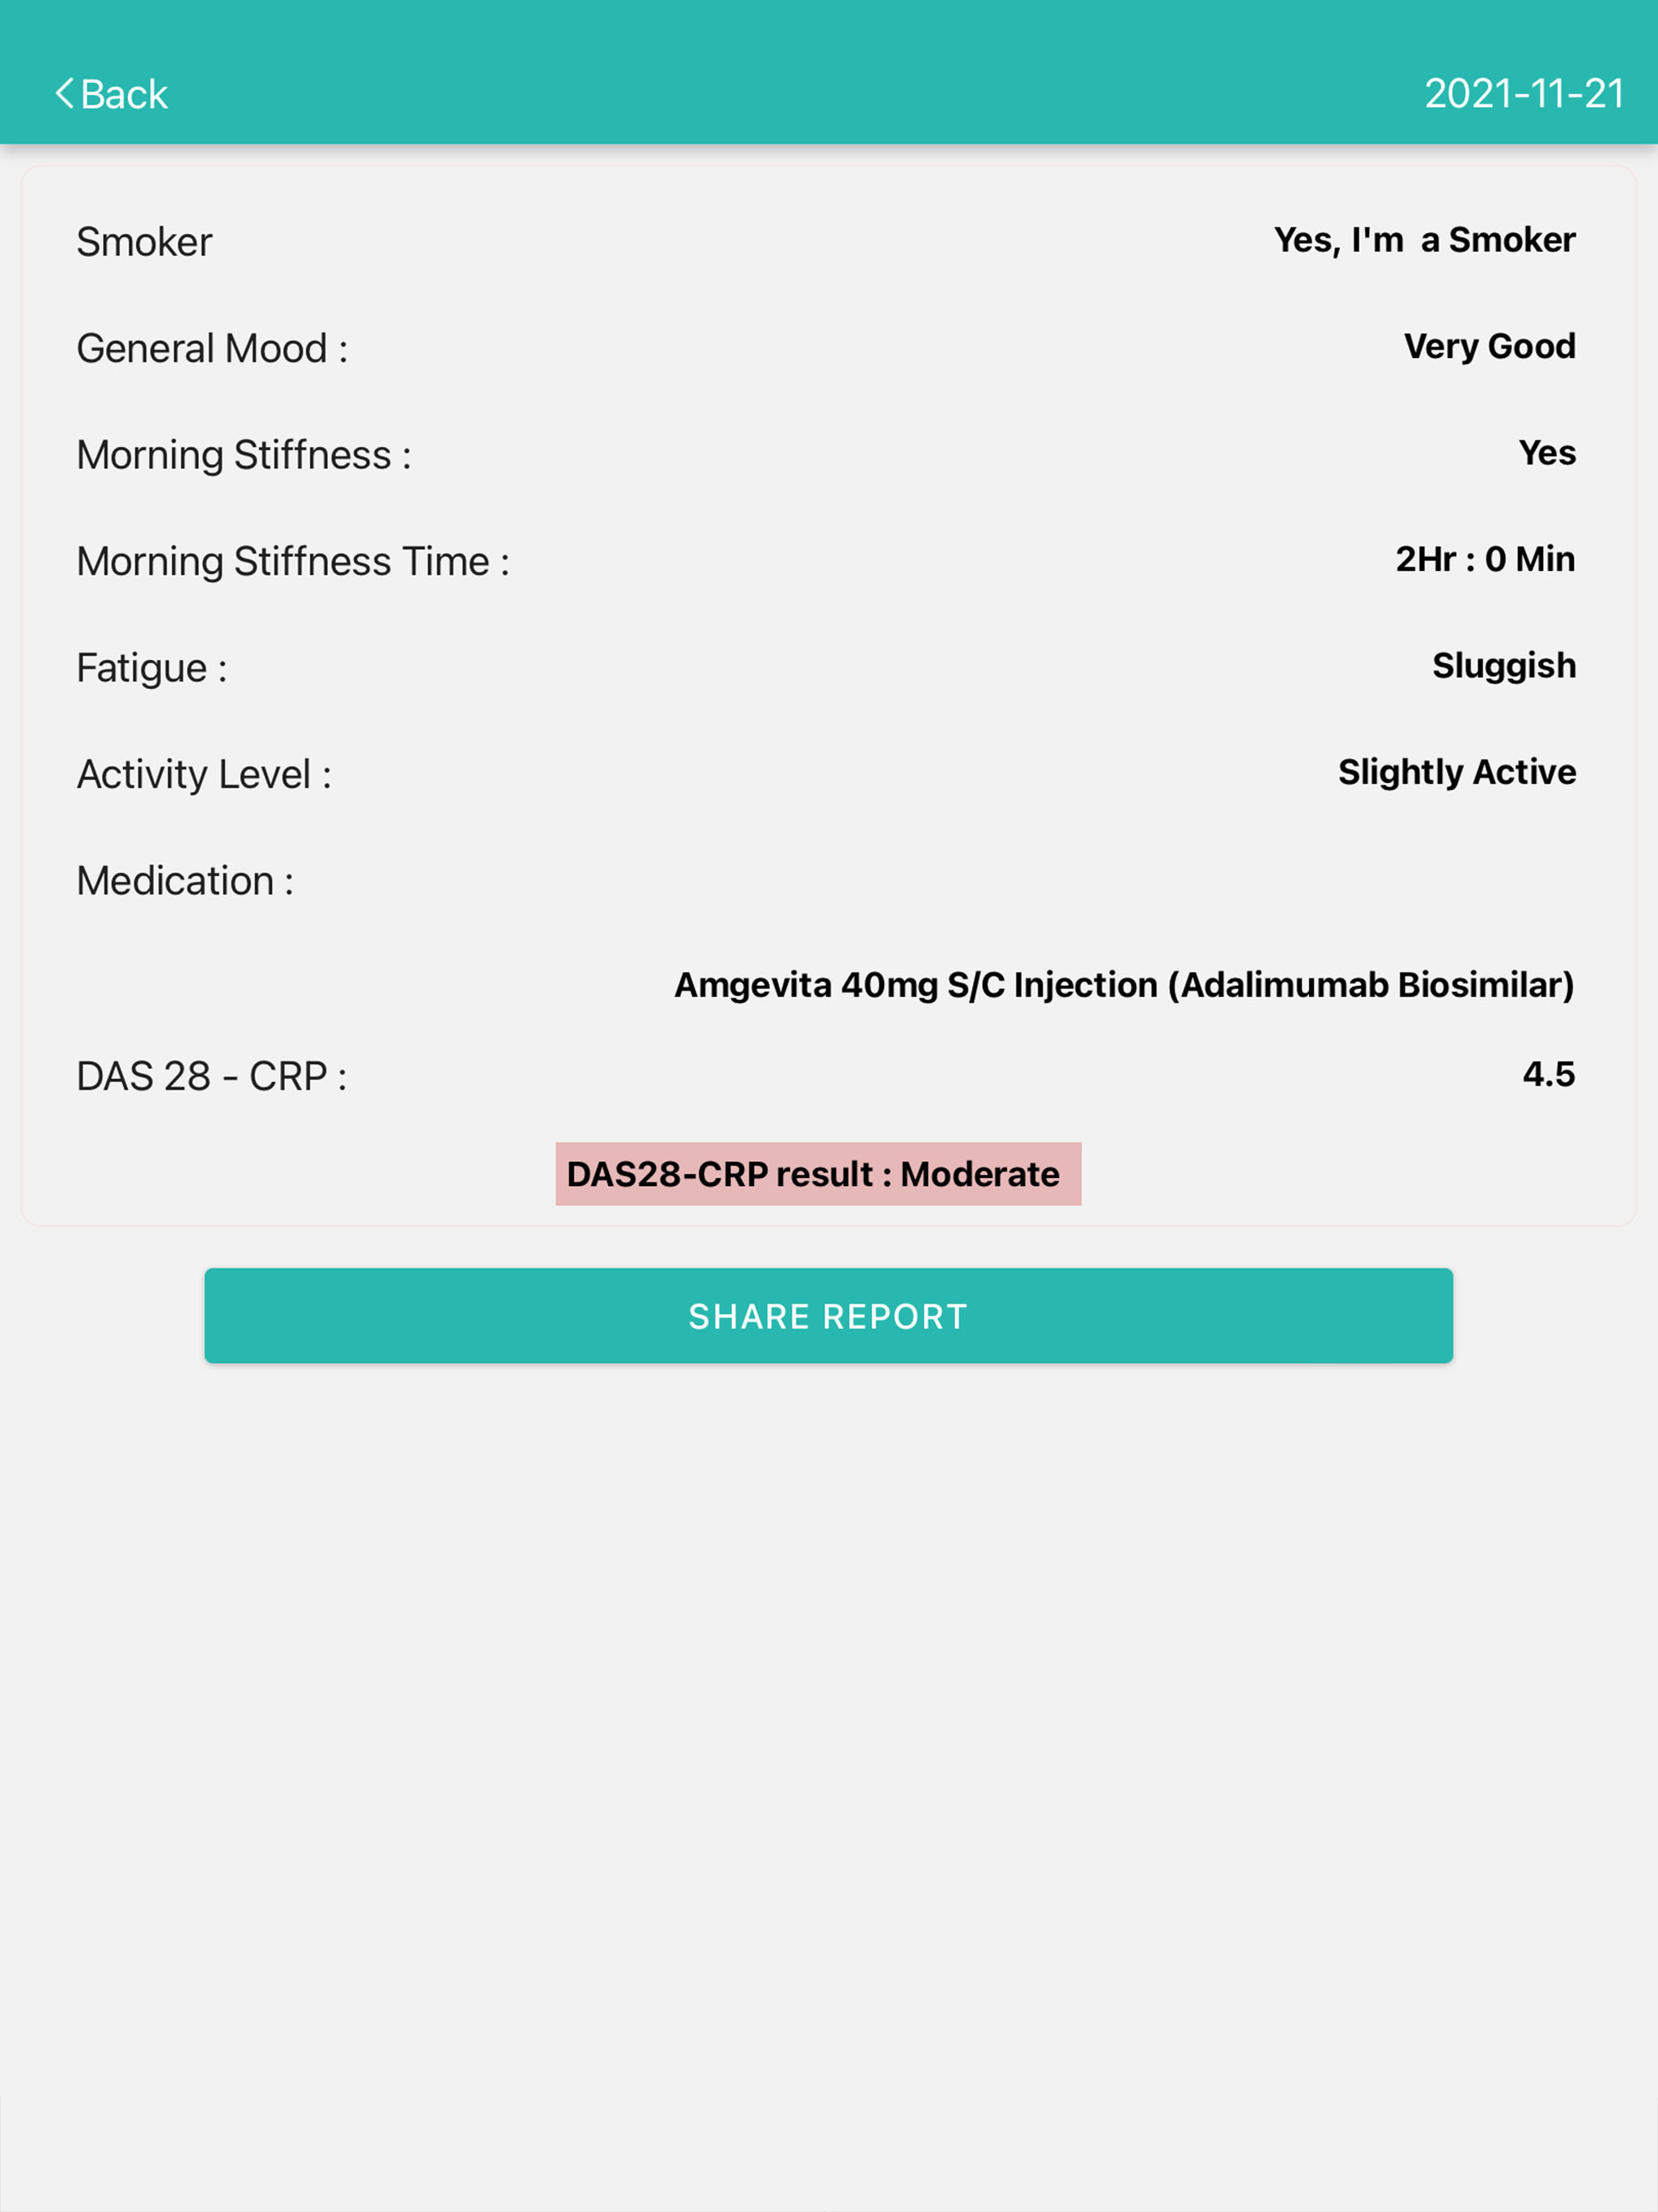 Back 2021-11-21
Smoker Yes, I'm  a Smoker
General Mood : Very Good
Morning Stiffness : Yes
Morning Stiffness Time : 2Hr : 0 Min
Fatigue : Sluggish
Activity Level : Slightly Active
Medication :
Amgevita 40mg S/C Injection (Adalimumab Biosimilar)
DAS 28 - CRP : 4.5
DAS28-CRP result : Moderate
SHARE REPORT